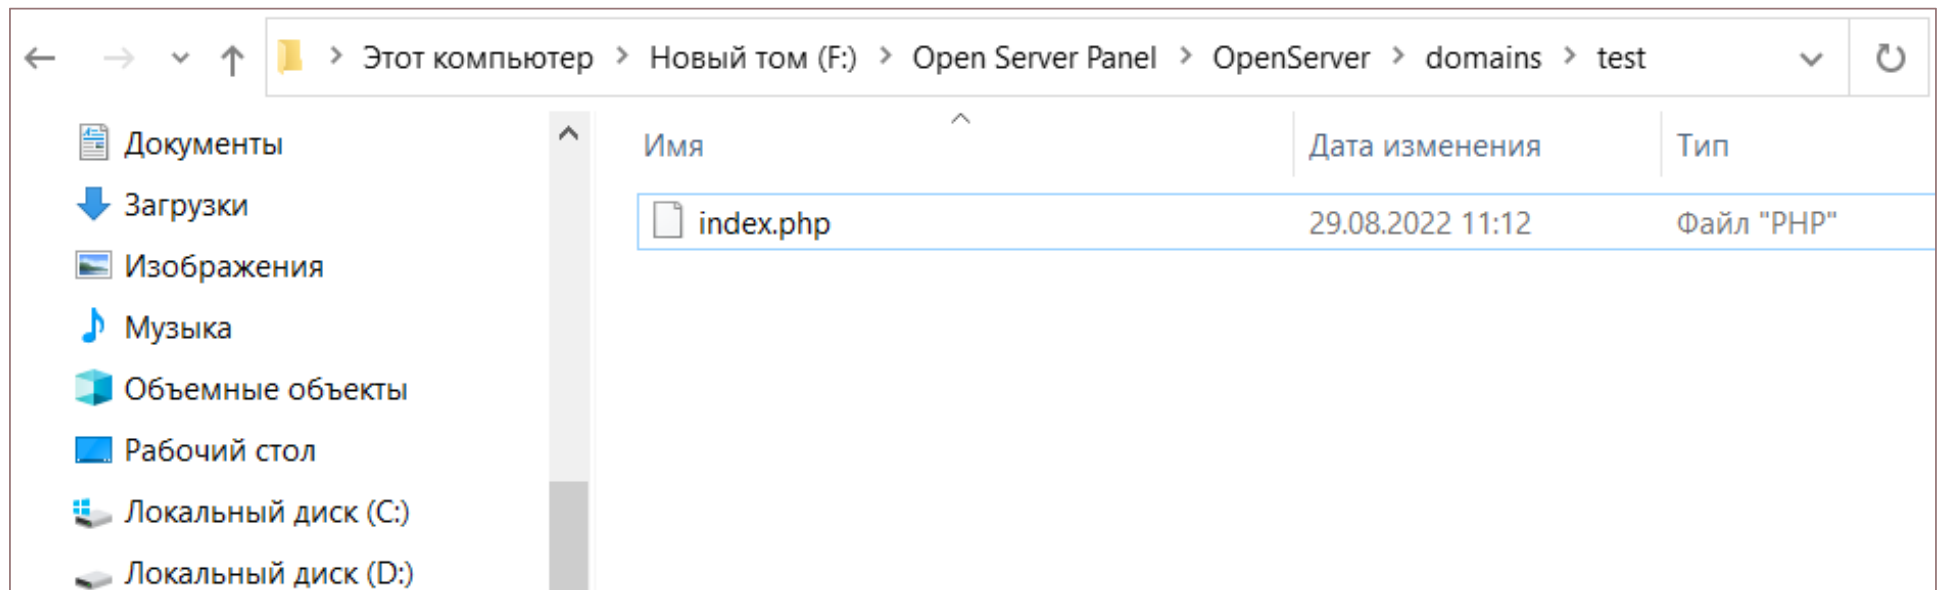 Этот компьютер > Новый том (F:) > Open Server Panel > OpenServer > domains > test
Документы
Загрузки
Изображения
Музыка
Объемные объекты
Рабочий стол
Локальный диск (C:)
Локальный диск (D:)
Имя Дата изменения Тип
index.php 29.08.2022 11:12 Файл "PHP"